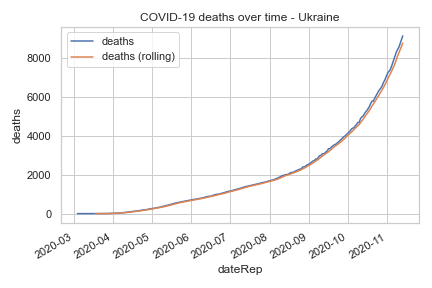 COVID-19 deaths over time - Ukraine
deaths
deaths (rolling)
8000
6000
4000
2000
0
deaths
2020-03
2020-04
2020-05
2020-06
2020-07
2020-08
2020-09
2020-10
2020-11
dateRep